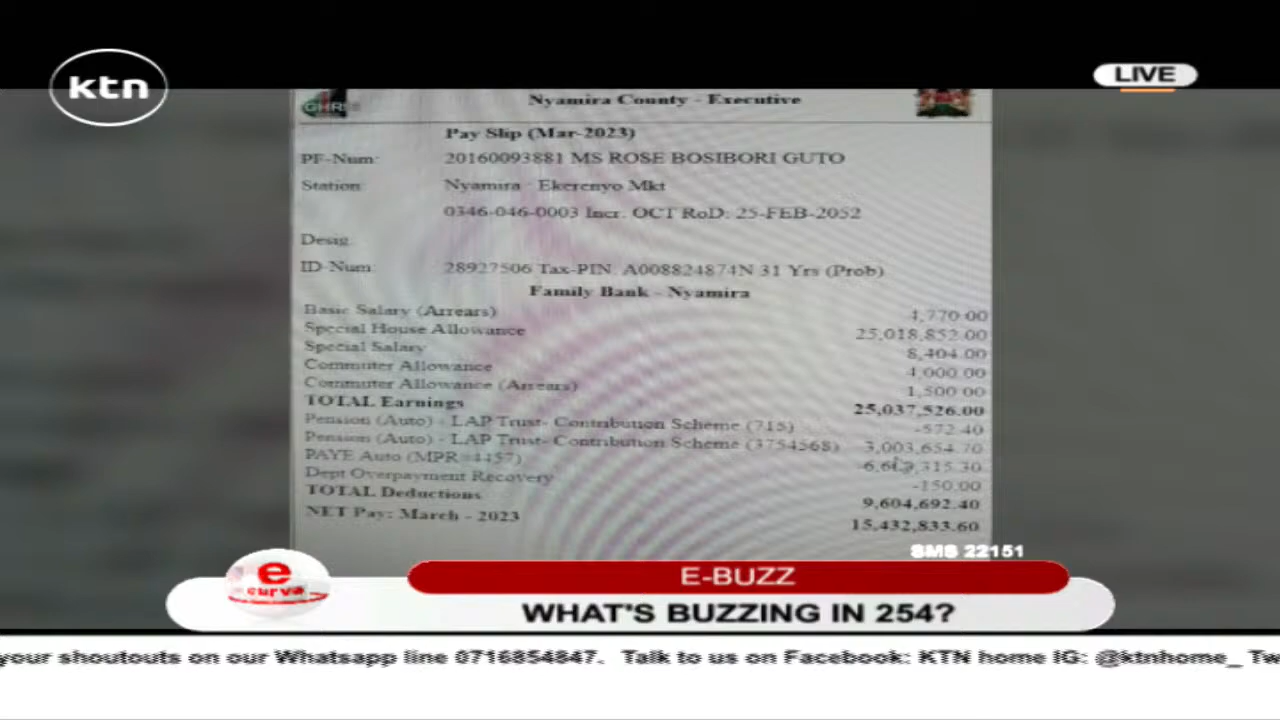 ktn
LIVE
GHRIS
Nyamira County - Executive
Pay Slip (Mar-2023)
PF-Num: 20160093881 MS ROSE BOSIBORI GUTO
Station: Nyamira Ekerenyo Mkt
0346-046-0003 Incr. OCT RoD: 25-FEB-2052
Desig
ID-Num: 28927506 Tax-PIN A008824874N 31 Yrs (Prob)
Family Bank - Nyamira
Basic Salary (Arrears) 4,770.00
Special House Allowance 25,018,852.00
Special Salary 8,404.00
Commuter Allowance 4,000.00
Commuter Allowance (Arrears) 1,500.00
TOTAL Earnings 25,037,526.00
Pension (Auto) - LAP Trust- Contribution Scheme (715) -572.40
Pension (Auto) - LAP Trust- Contribution Scheme (3754568) 3,003,654.70
PAYE Auto (MPR=4457)
Dept Overpayment Recovery -150.00
TOTAL Deductions 9,604,692.40
NET Pay: March - 2023 15,432,833.60
SMS 22151
e curve
E-BUZZ
WHAT'S BUZZING IN 254?
your shoutouts on our Whatsapp line 0716854847. Talk to us on Facebook: KTN home IG: @ktnhome_ Tw